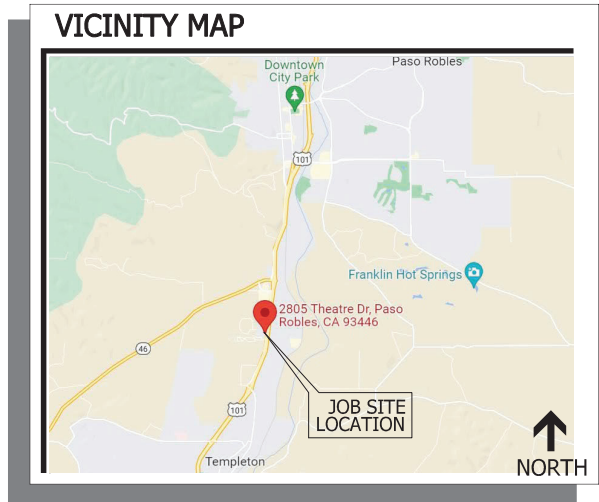 VICINITY MAP
Downtown
City Park
Paso Robles
101
Franklin Hot Springs
2805 Theatre Dr, Paso
Robles, CA 93446
46
101
JOB SITE
LOCATION
Templeton
NORTH